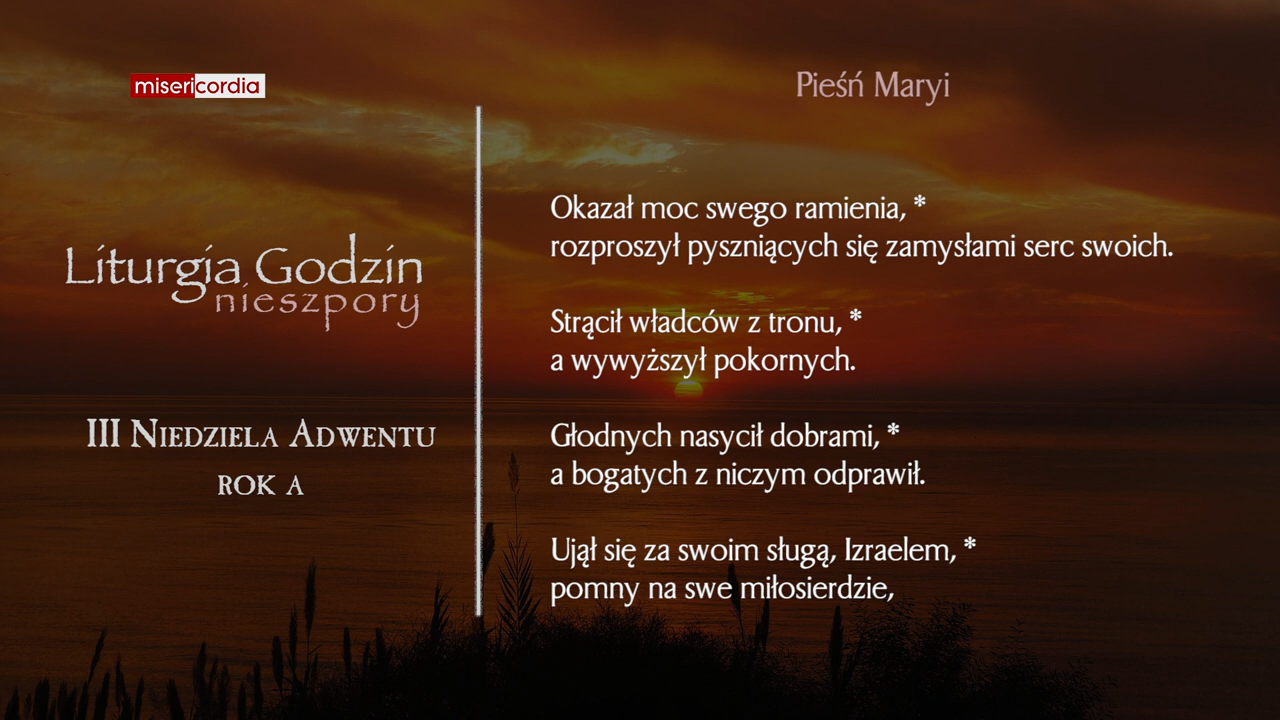 misericordia
Pieśń Maryi
Liturgia Godzin
nieszpory
III Niedziela Adwentu
rok A
Okazał moc swego ramienia, *
rozproszył pyszniących się zamysłami serc swoich.
Strącił władców z tronu, *
a wywyższył pokornych.
Głodnych nasycił dobrami, *
a bogatych z niczym odprawił.
Ujął się za swoim sługą, Izraelem, *
pomny na swe miłosierdzie,